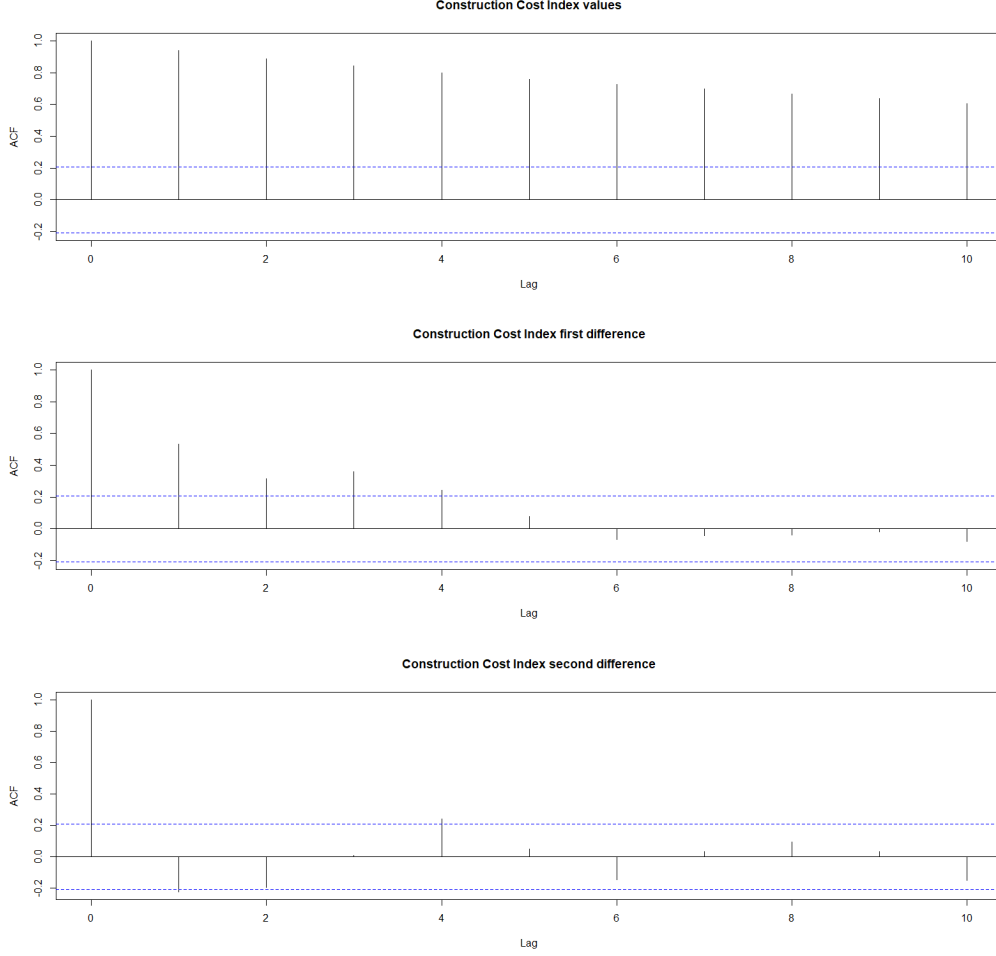 Construction Cost Index values
1.0
0.8
0.6
0.4
0.2
0.0
-0.2
ACF
0 2 4 6 8 10
Lag
Construction Cost Index first difference
1.0
0.8
0.6
0.4
0.2
0.0
-0.2
ACF
0 2 4 6 8 10
Lag
Construction Cost Index second difference
1.0
0.8
0.6
0.4
0.2
0.0
-0.2
ACF
0 2 4 6 8 10
Lag